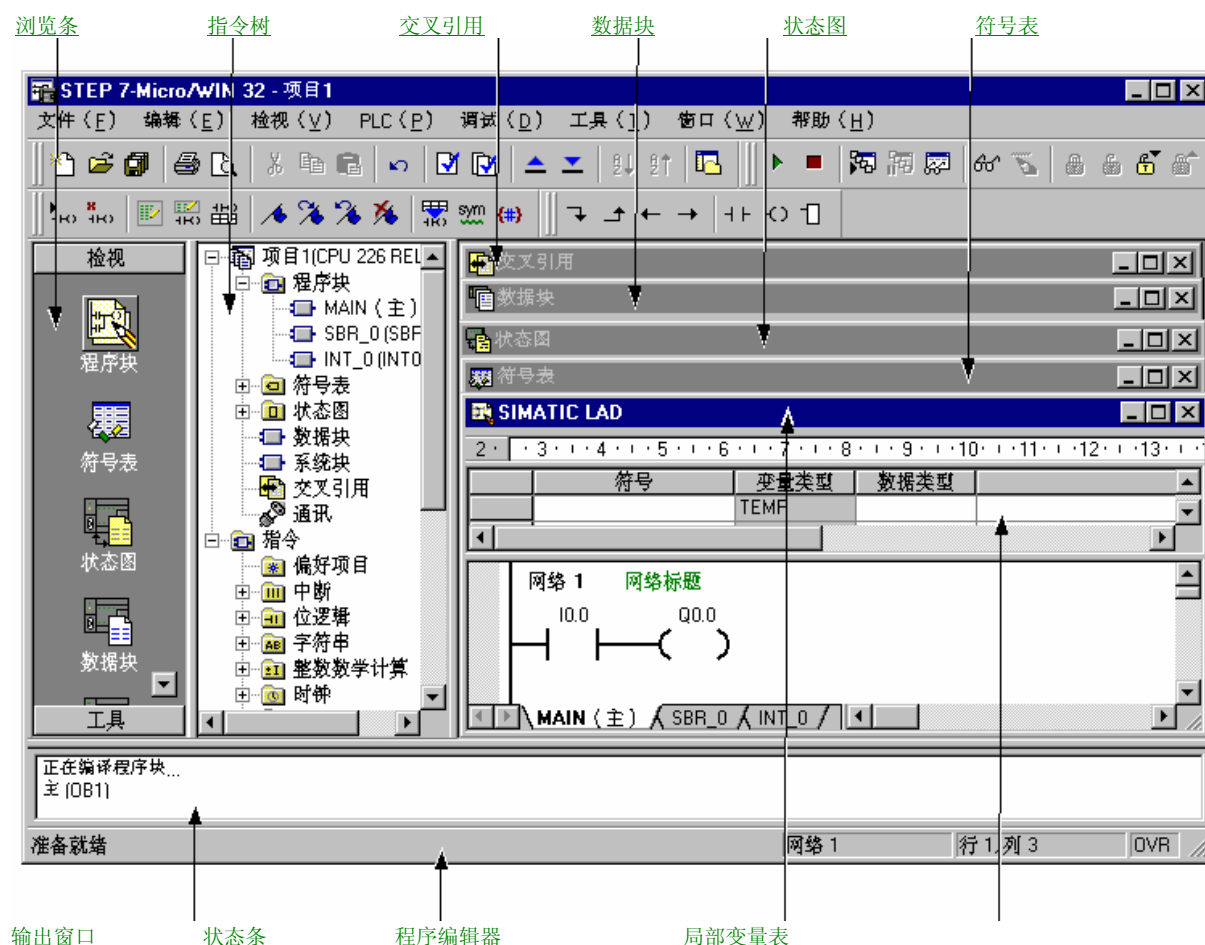 浏览条 指令树 交叉引用 数据块 状态图 符号表
STEP 7-Micro/WIN 32 - 项目1
文件(F) 编辑(E) 检视(V) PLC(P) 调试(D) 工具(T) 窗口(W) 帮助(H)
sym
检视
程序块
符号表
状态图
数据块
工具
项目1(CPU 226 REL
程序块
MAIN(主)
SBR_0 (SBR
INT_0 (INT0
符号表
状态图
数据块
系统块
交叉引用
通讯
指令
偏好项目
中断
位逻辑
字符串
整数数学计算
时钟
交叉引用
数据块
状态图
符号表
SIMATIC LAD
2 · 3 · 4 · 5 · 6 · 7 · 8 · 9 · 10 · 11 · 12 · 13
符号 变量类型 数据类型
TEMP
网络 1 网络标题
I0.0 Q0.0
MAIN(主) SBR_0 INT_0
正在编译程序块...
主 (OB1)
准备就绪 网络 1 行 1, 列 3 OVR
输出窗口 状态条 程序编辑器 局部变量表